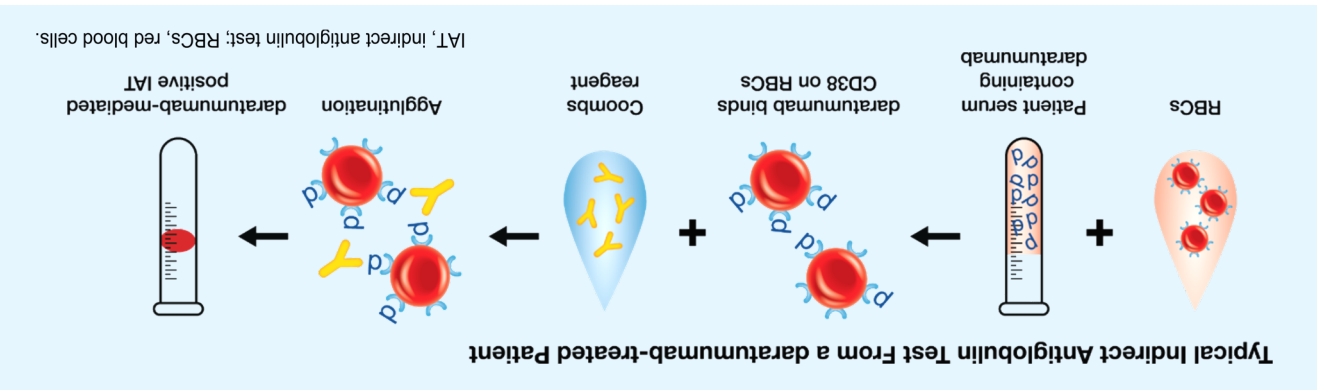 Typical Indirect Antiglobulin Test From a daratumumab-treated Patient
RBCs
Patient serum
containing
daratumumab
daratumumab binds
CD38 on RBCs
Coombs
reagent
Agglutination
daratumumab-mediated
positive IAT
IAT, indirect antiglobulin test; RBCs, red blood cells.